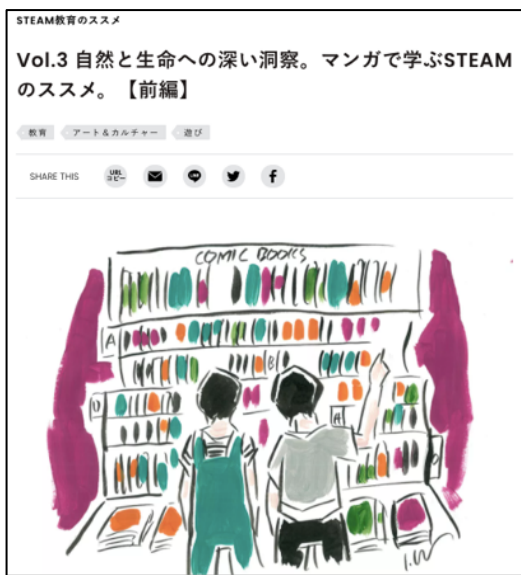 STEAM教育のススメ
Vol.3 自然と生命への深い洞察。マンガで学ぶSTEAM
のススメ。【前編】
教育 アート＆カルチャー 遊び
SHARE THIS URL
コピー LINE
COMIC BOOKS
A
B
D
A